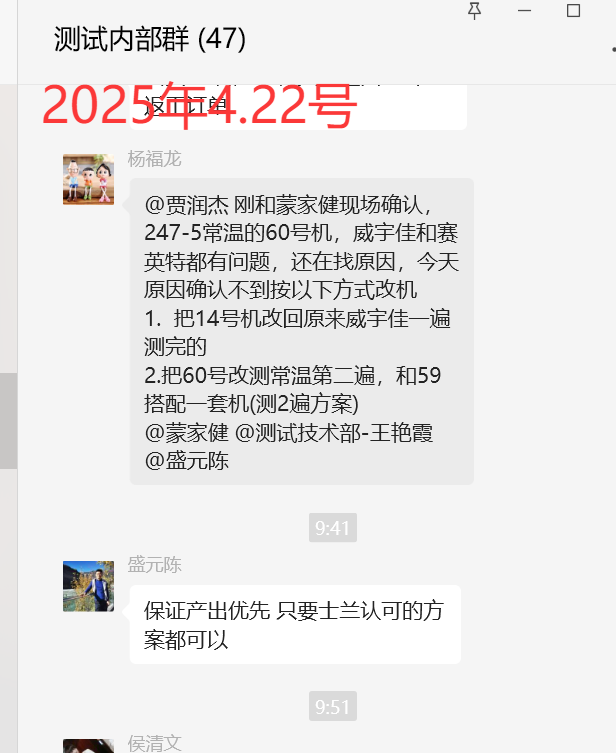 测试内部群 (47)
2025年4.22号
返工订单
杨福龙
@贾润杰 刚和蒙家健现场确认，
247-5常温的60号机，威宇佳和赛
英特都有问题，还在找原因，今天
原因确认不到按以下方式改机
1.  把14号机改回原来威宇佳一遍
测完的
2.把60号改测常温第二遍，和59
搭配一套机(测2遍方案)
@蒙家健 @测试技术部-王艳霞
@盛元陈
9:41
盛元陈
保证产出优先 只要士兰认可的方
案都可以
9:51
侯清文